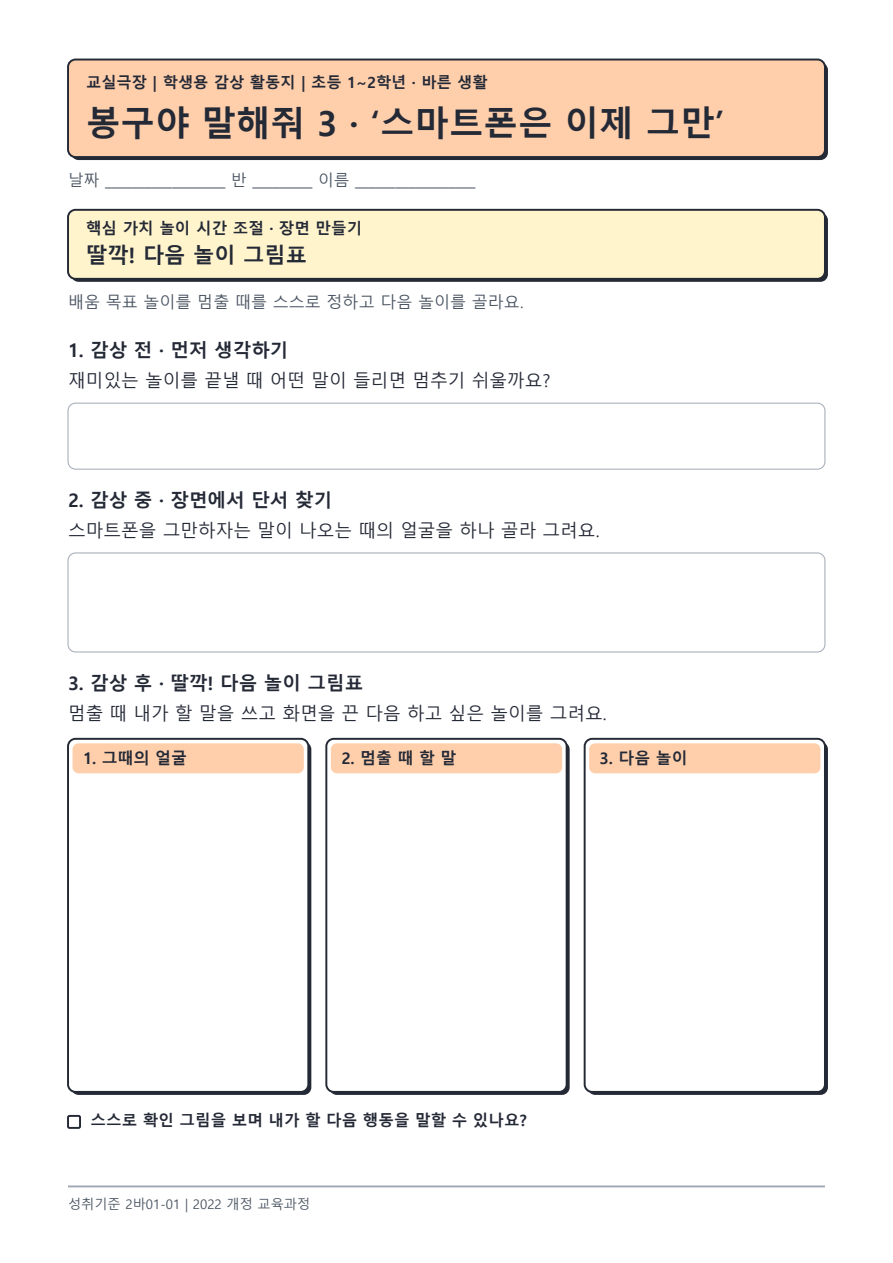 교실극장 | 학생용 감상 활동지 | 초등 1~2학년 · 바른 생활
봉구야 말해줘 3 · ‘스마트폰은 이제 그만’
날짜 ______________ 반 _______ 이름 ______________
핵심 가치 놀이 시간 조절 · 장면 만들기
딸깍! 다음 놀이 그림표
배움 목표 놀이를 멈출 때를 스스로 정하고 다음 놀이를 골라요.
1. 감상 전 · 먼저 생각하기
재미있는 놀이를 끝낼 때 어떤 말이 들리면 멈추기 쉬울까요?
2. 감상 중 · 장면에서 단서 찾기
스마트폰을 그만하자는 말이 나오는 때의 얼굴을 하나 골라 그려요.
3. 감상 후 · 딸깍! 다음 놀이 그림표
멈출 때 내가 할 말을 쓰고 화면을 끈 다음 하고 싶은 놀이를 그려요.
1. 그때의 얼굴
2. 멈출 때 할 말
3. 다음 놀이
스스로 확인 그림을 보며 내가 할 다음 행동을 말할 수 있나요?
성취기준 2바01-01 | 2022 개정 교육과정